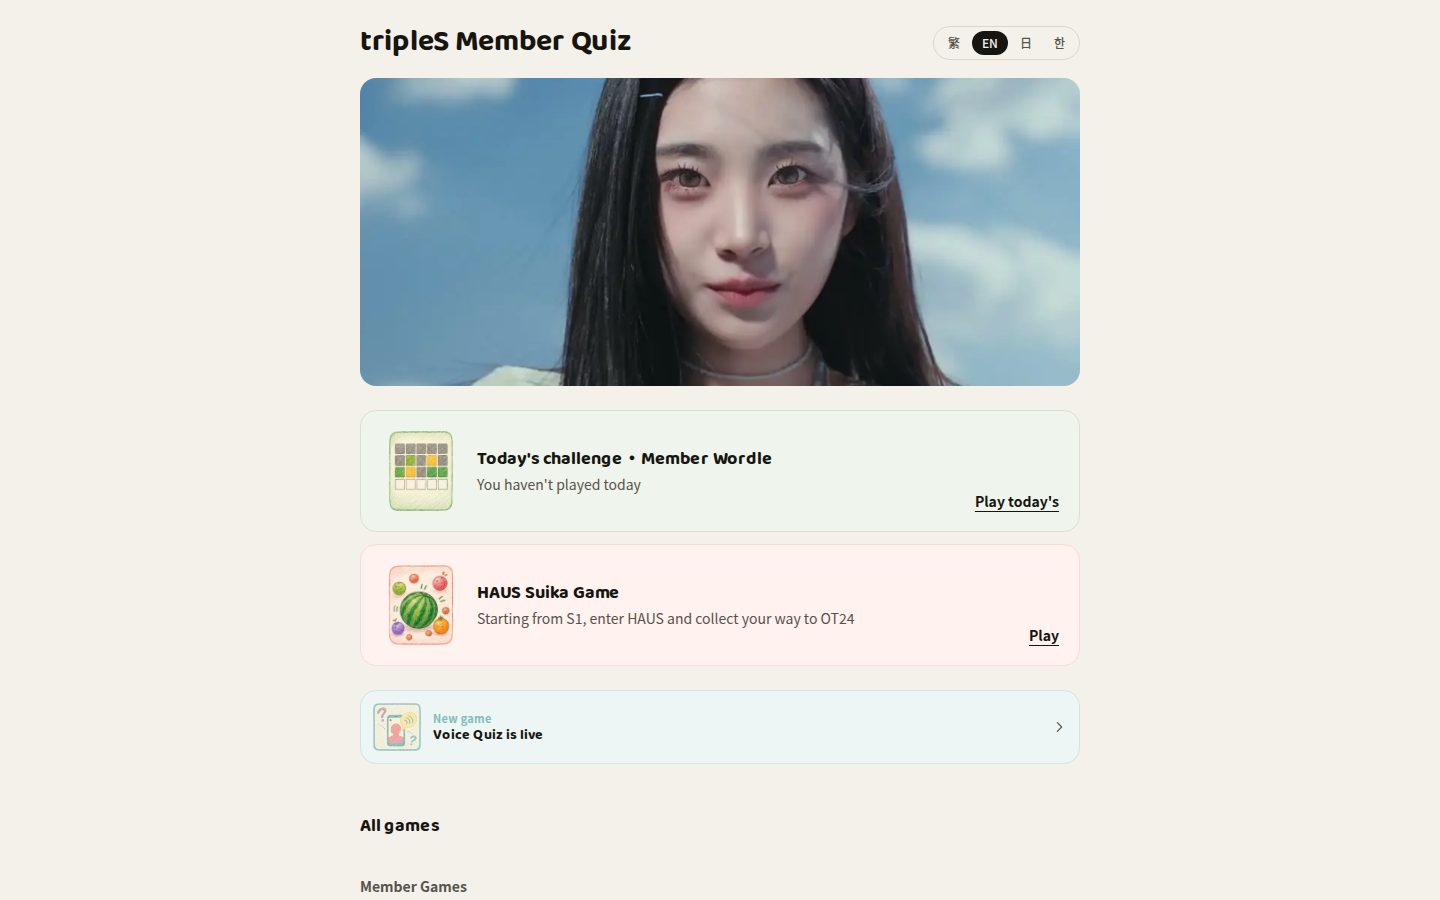 tripleS Member Quiz
繁 EN 日 한
Today's challenge • Member Wordle
You haven't played today
Play today's
HAUS Suika Game
Starting from S1, enter HAUS and collect your way to OT24
Play
New game
Voice Quiz is live
All games
Member Games